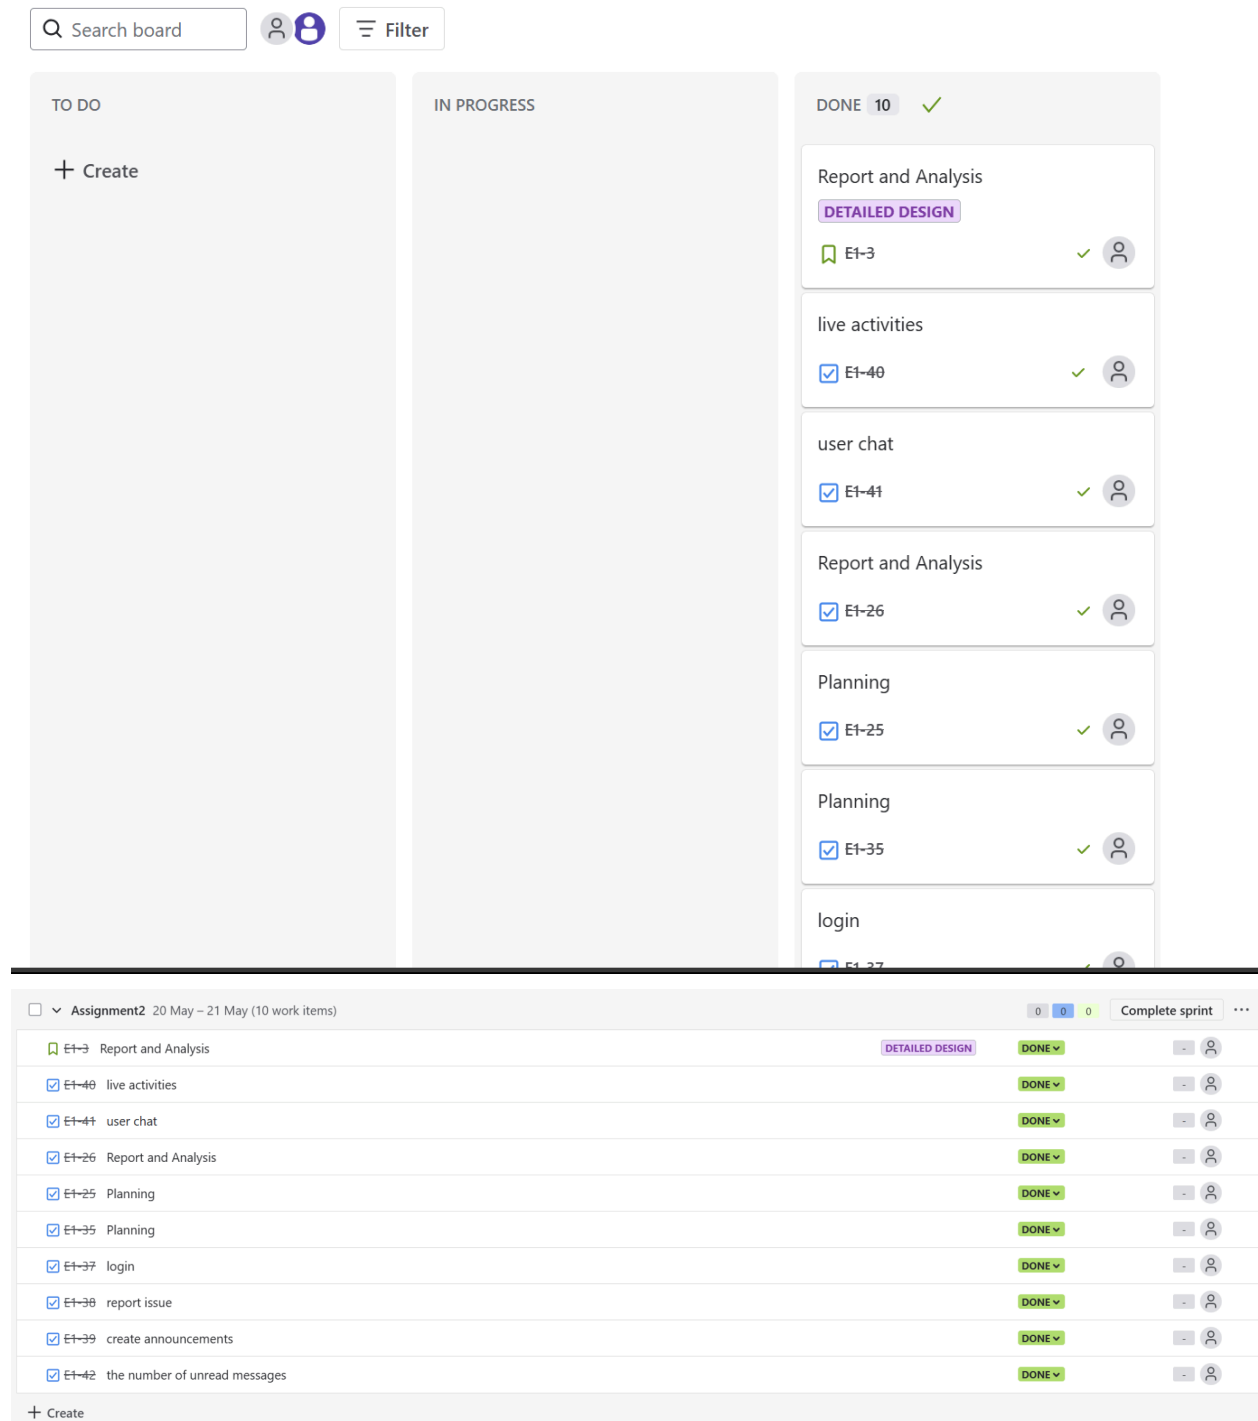 Search board
Filter
TO DO
IN PROGRESS
DONE 10
Create
Report and Analysis
DETAILED DESIGN
E1-3
live activities
E1-40
user chat
E1-41
Report and Analysis
E1-26
Planning
E1-25
Planning
E1-35
login
E1-37
Assignment2 20 May – 21 May (10 work items) 0 0 0 Complete sprint
E1-3 Report and Analysis DETAILED DESIGN DONE -
E1-40 live activities DONE -
E1-41 user chat DONE -
E1-26 Report and Analysis DONE -
E1-25 Planning DONE -
E1-35 Planning DONE -
E1-37 login DONE -
E1-38 report issue DONE -
E1-39 create announcements DONE -
E1-42 the number of unread messages DONE -
Create